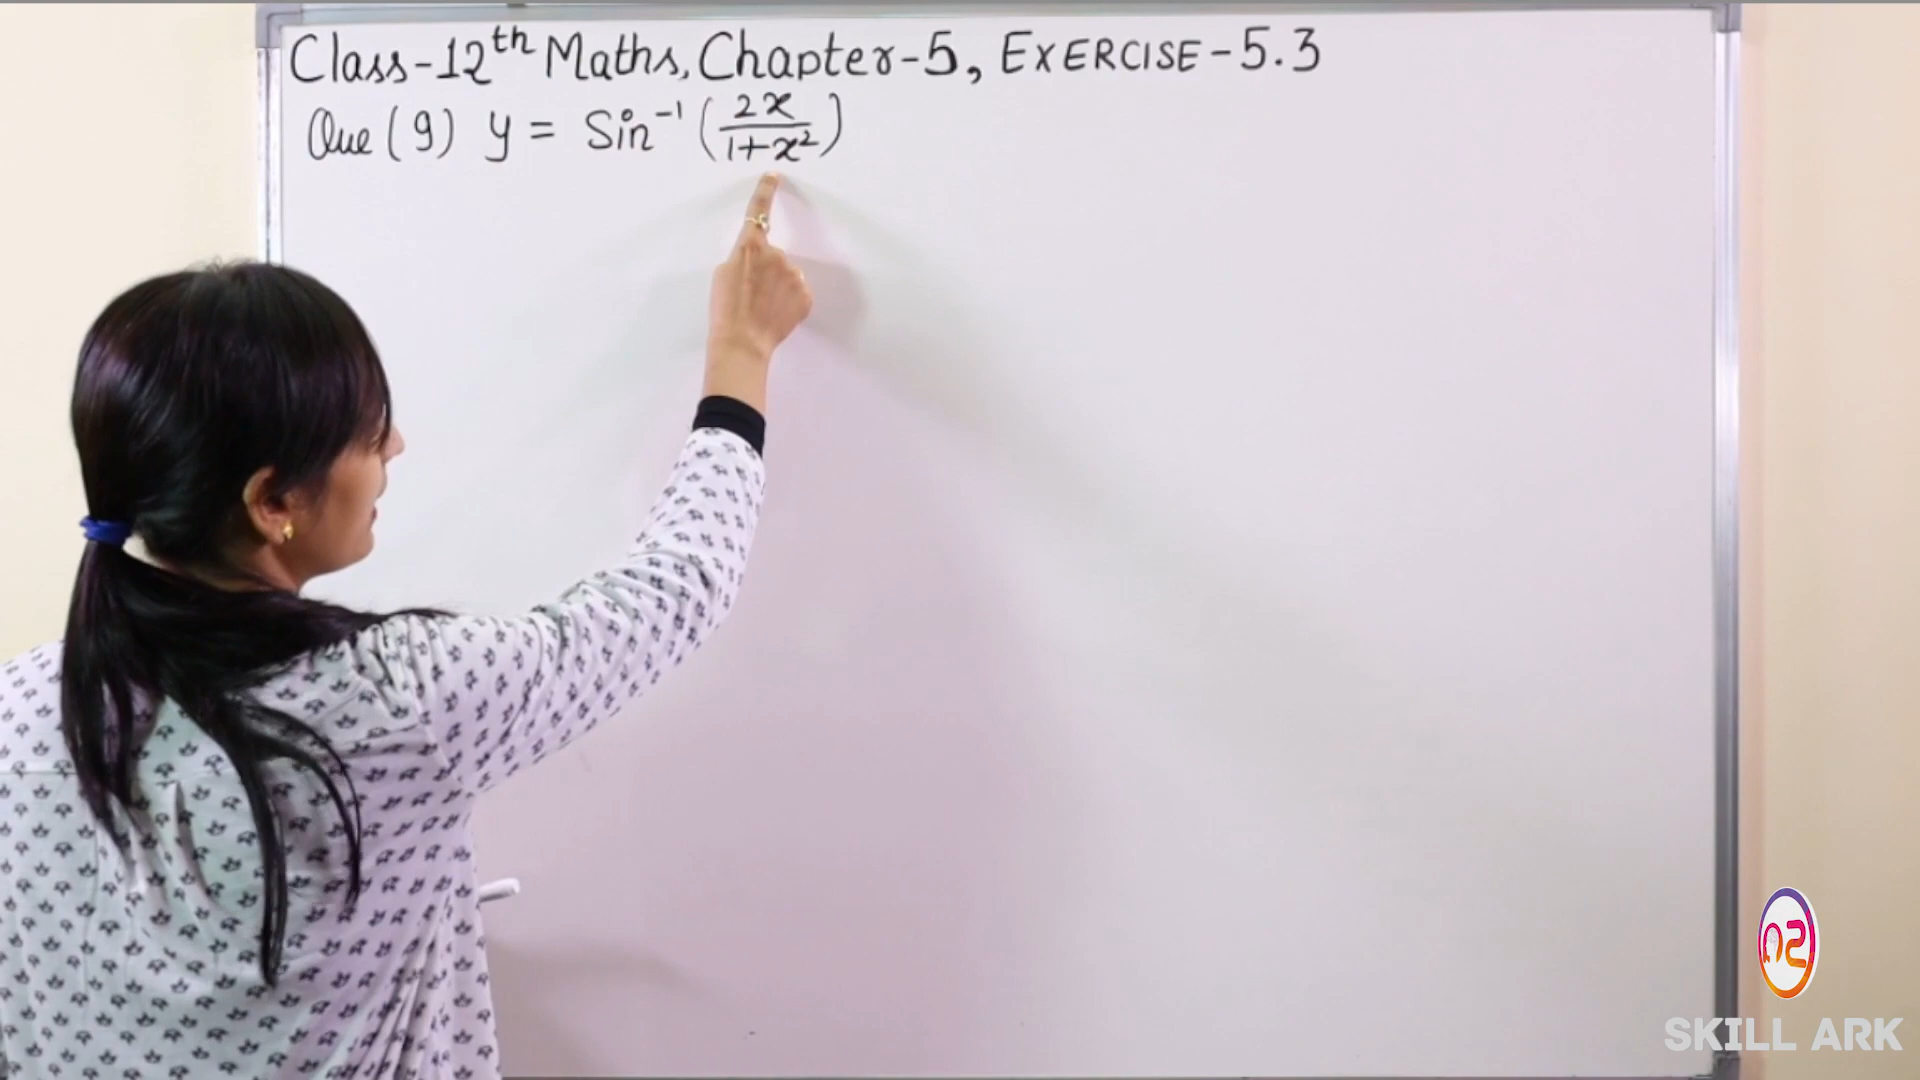 Class-12th Maths, Chapter-5, EXERCISE-5.3
Que (9) y = Sin⁻¹ (2x/1+x²)
SKILL ARK